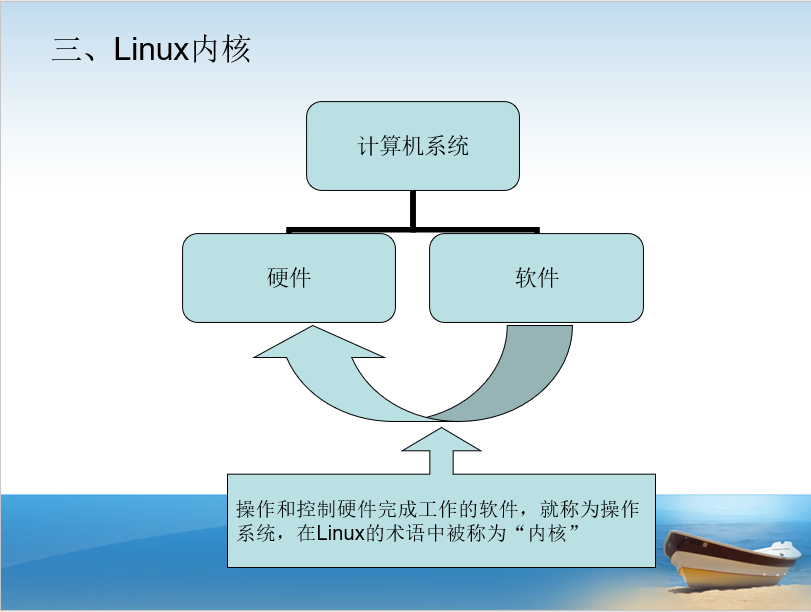 三、Linux内核
计算机系统
硬件
软件
操作和控制硬件完成工作的软件，就称为操作
系统，在Linux的术语中被称为“内核”